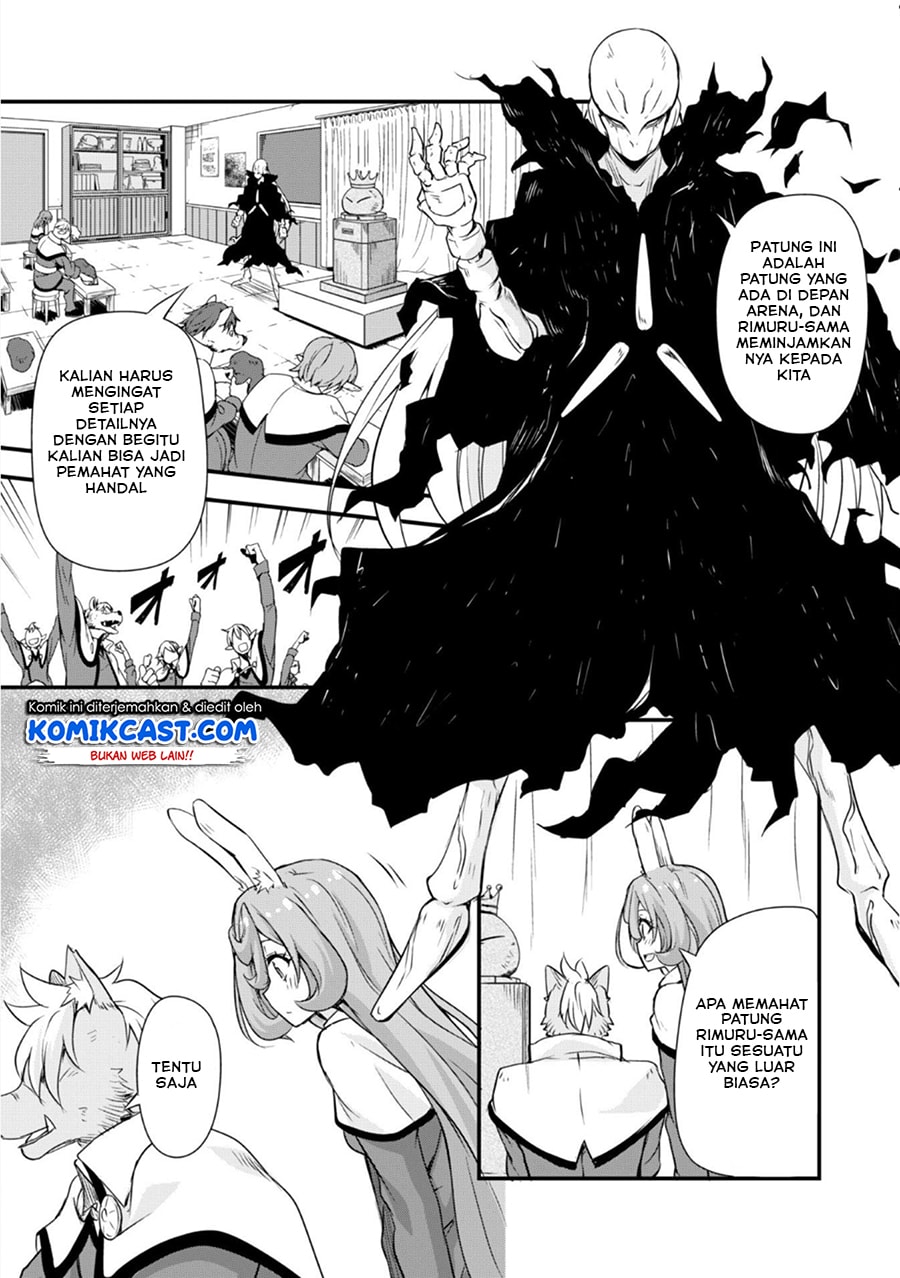 PATUNG INI
ADALAH
PATUNG YANG
ADA DI DEPAN
ARENA, DAN
RIMURU-SAMA
MEMINJAMKAN
NYA KEPADA
KITA
KALIAN HARUS
MENGINGAT
SETIAP
DETAILNYA
DENGAN BEGITU
KALIAN BISA JADI
PEMAHAT YANG
HANDAL
オオオ
Komik ini diterjemahkan & diedit oleh
KOMIKCAST.COM
BUKAN WEB LAIN!!
APA MEMAHAT
PATUNG
RIMURU-SAMA
ITU SESUATU
YANG LUAR
BIASA?
TENTU
SAJA